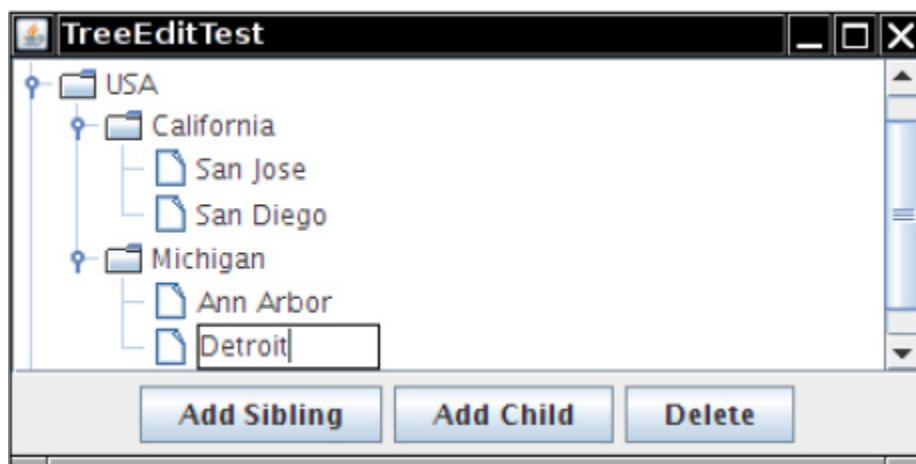 TreeEditTest
USA
California
San Jose
San Diego
Michigan
Ann Arbor
Detroit
Add Sibling Add Child Delete